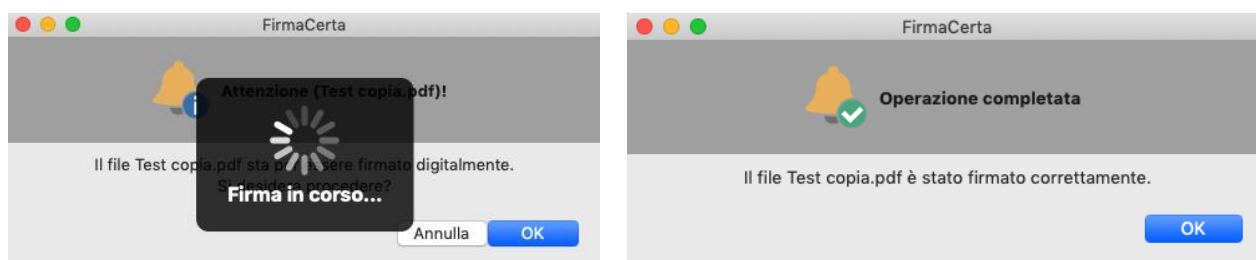 FirmaCerta
Attenzione (Test copia.pdf)!
Il file Test copia.pdf sta per essere firmato digitalmente.
Si desidera procedere?
Firma in corso...
Annulla
OK
FirmaCerta
Operazione completata
Il file Test copia.pdf è stato firmato correttamente.
OK